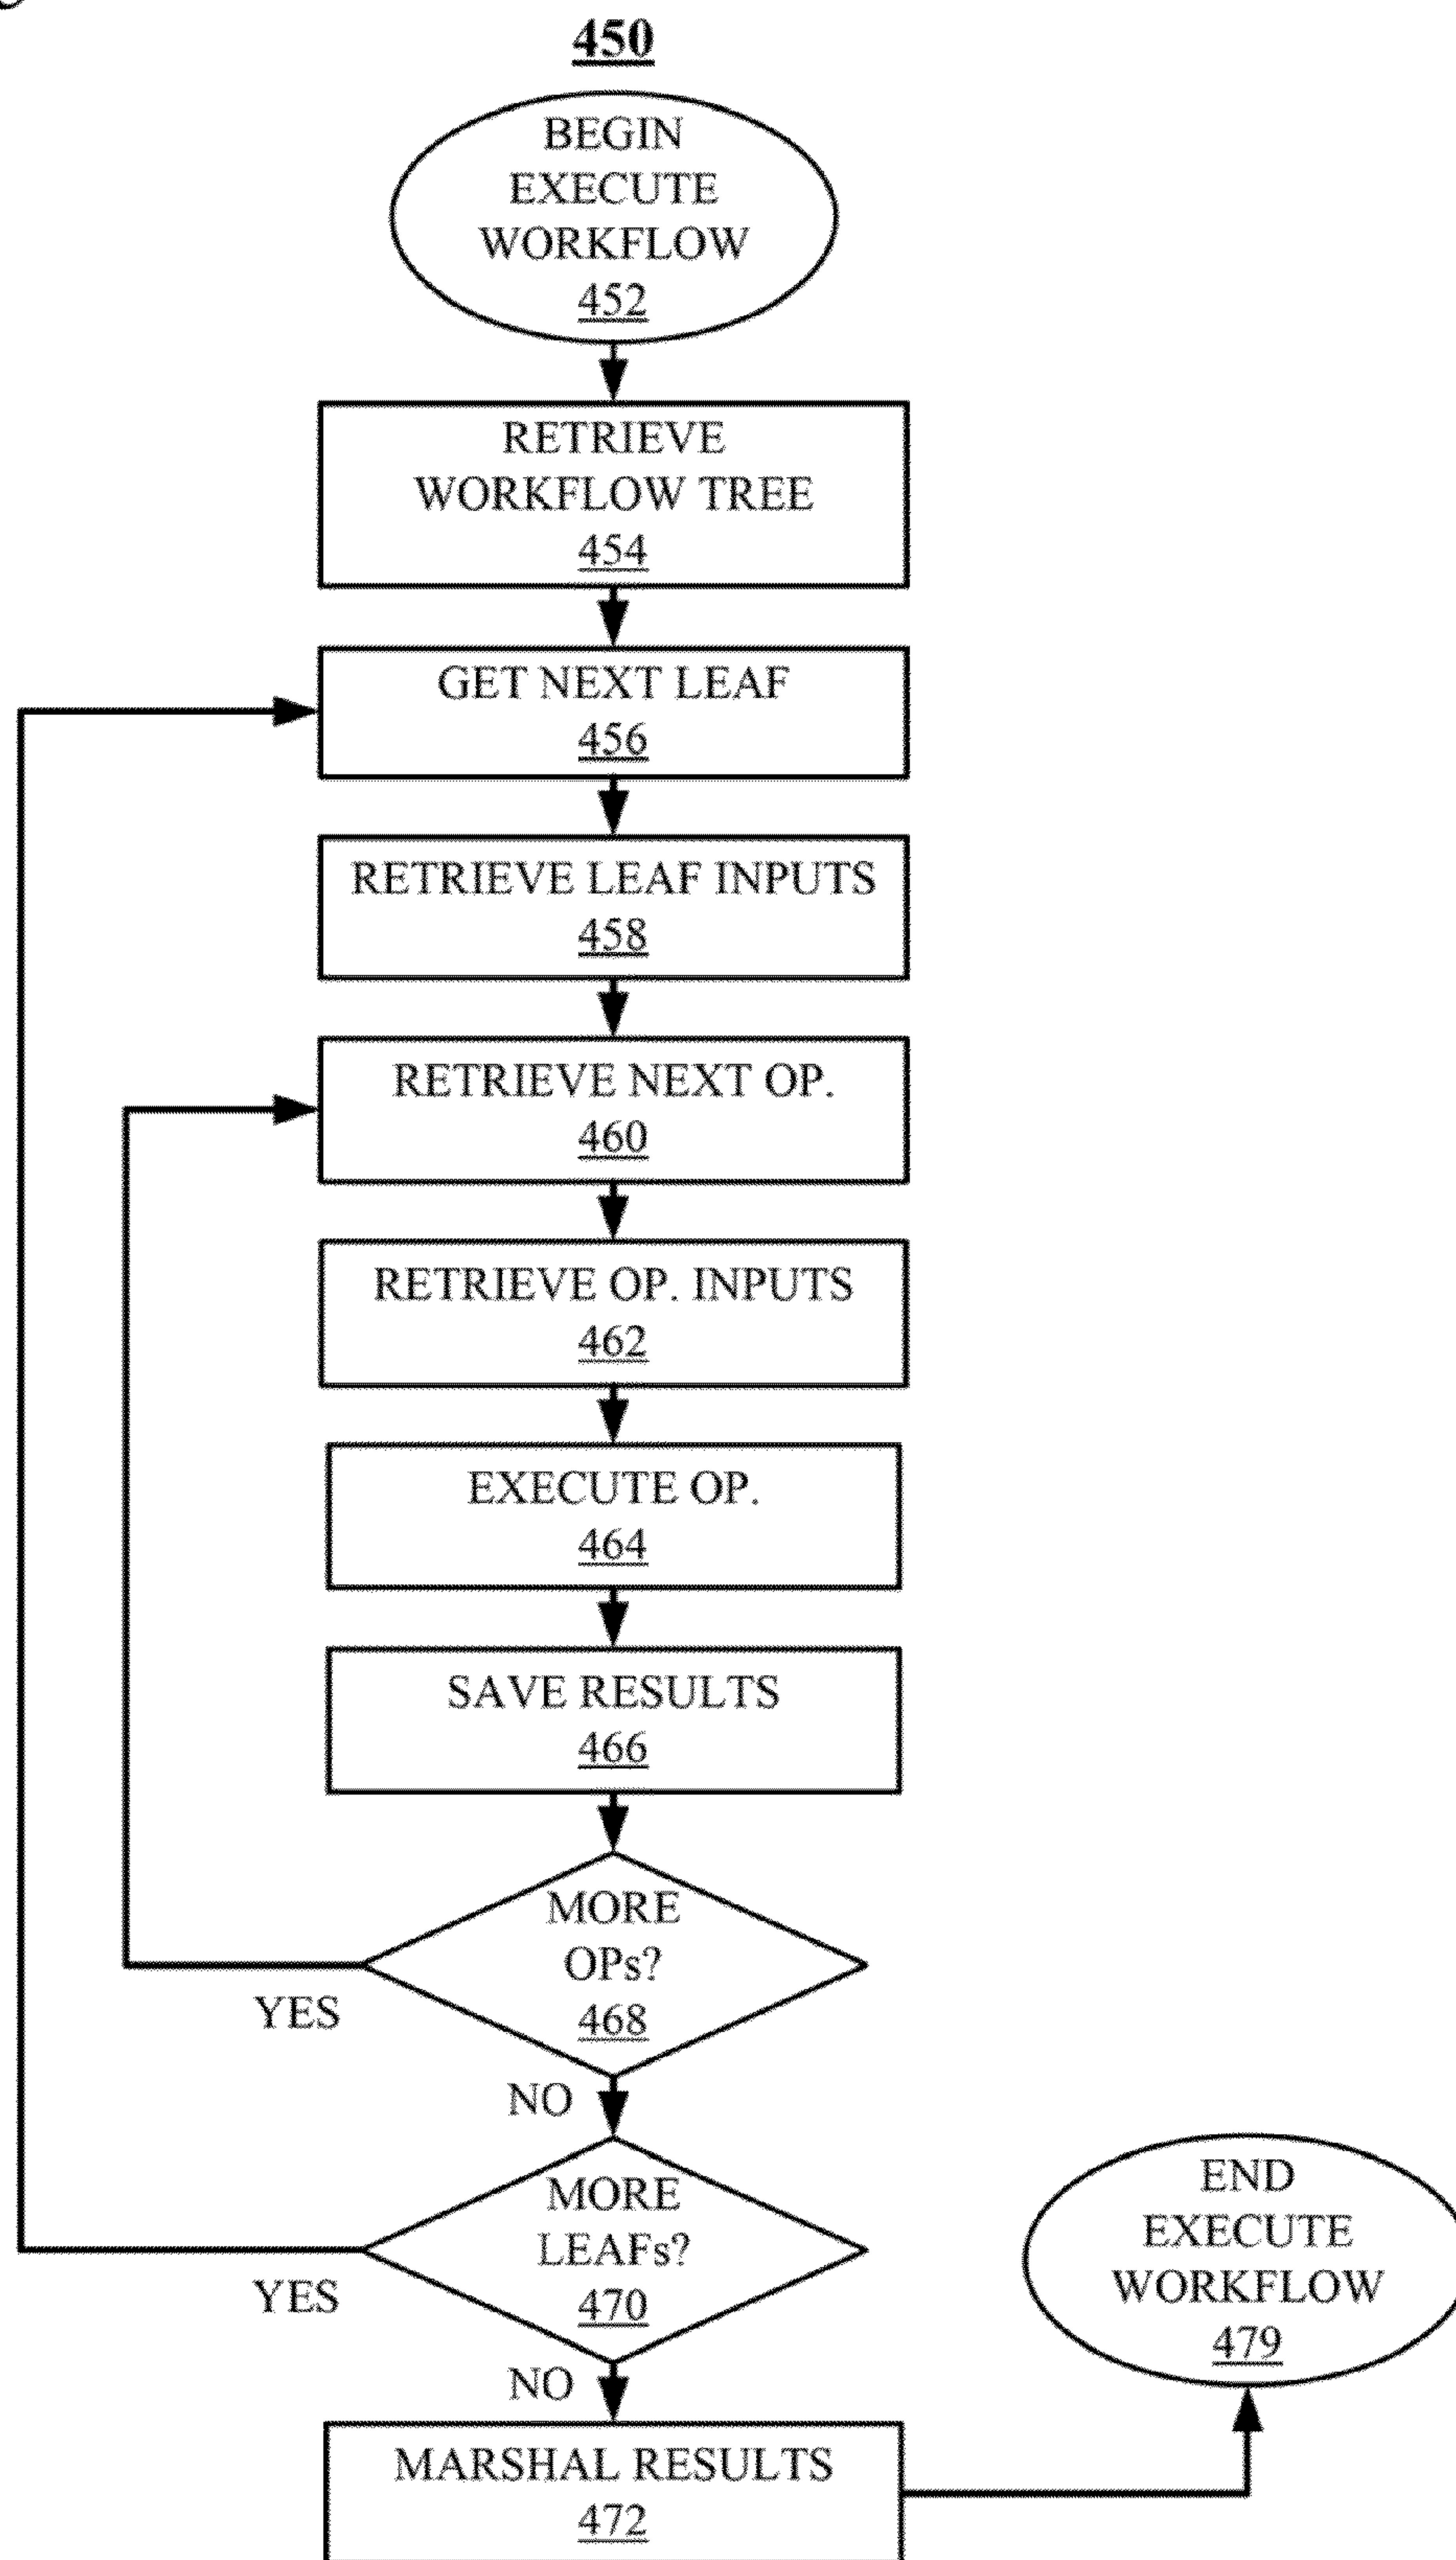 450
BEGIN
EXECUTE
WORKFLOW
452
RETRIEVE
WORKFLOW TREE
454
GET NEXT LEAF
456
RETRIEVE LEAF INPUTS
458
RETRIEVE NEXT OP.
460
RETRIEVE OP. INPUTS
462
EXECUTE OP.
464
SAVE RESULTS
466
MORE
OPs?
468
YES
NO
MORE
LEAFs?
470
YES
NO
MARSHAL RESULTS
472
END
EXECUTE
WORKFLOW
479